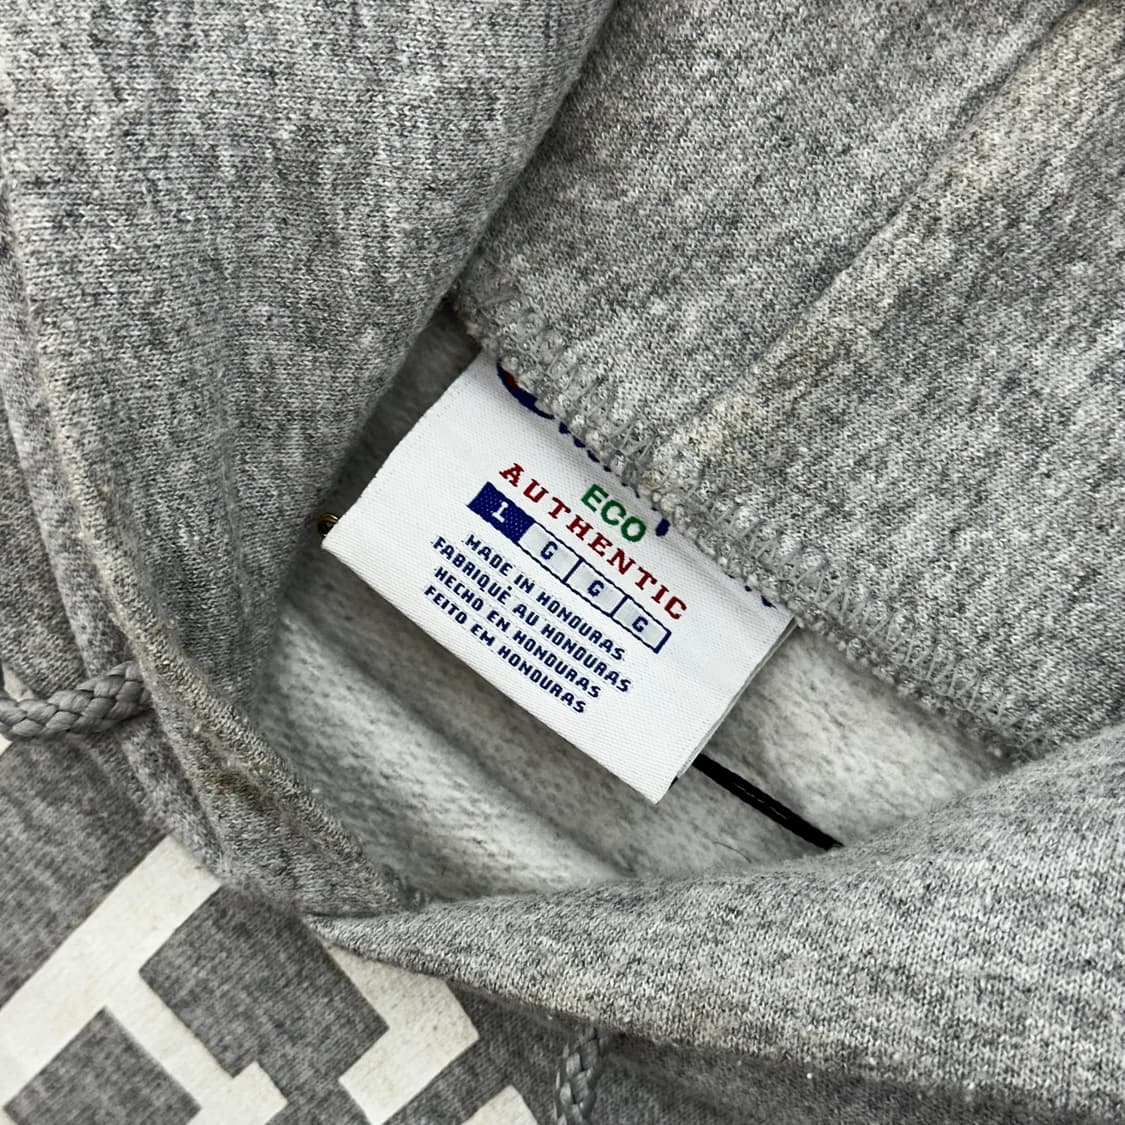 ECO
AUTHENTIC
L G G G
MADE IN HONDURAS
FABRIQUÉ AU HONDURAS
HECHO EN HONDURAS
FEITO EM HONDURAS